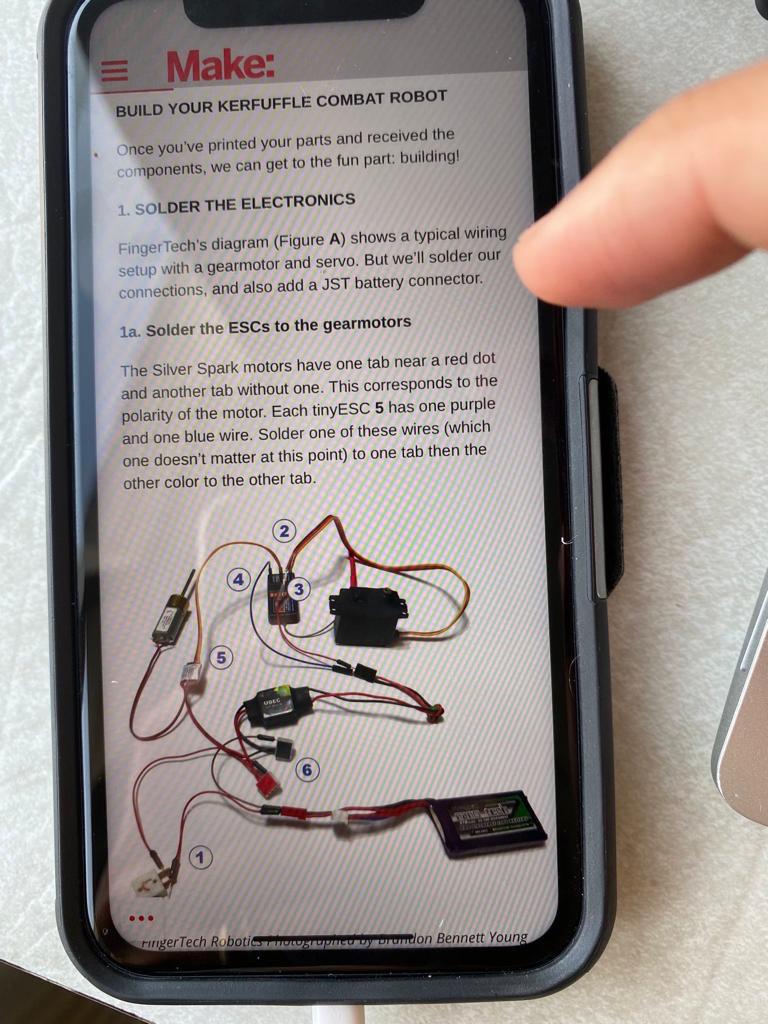 Make:
BUILD YOUR KERFUFFLE COMBAT ROBOT
Once you've printed your parts and received the
components, we can get to the fun part: building!
1. SOLDER THE ELECTRONICS
FingerTech's diagram (Figure A) shows a typical wiring
setup with a gearmotor and servo. But we'll solder our
connections, and also add a JST battery connector.
1a. Solder the ESCs to the gearmotors
The Silver Spark motors have one tab near a red dot
and another tab without one. This corresponds to the
polarity of the motor. Each tinyESC 5 has one purple
and one blue wire. Solder one of these wires (which
one doesn't matter at this point) to one tab then the
other color to the other tab.
2
4
3
5
UBEC
6
1
FingerTech Robotics Photographed by Brandon Bennett Young